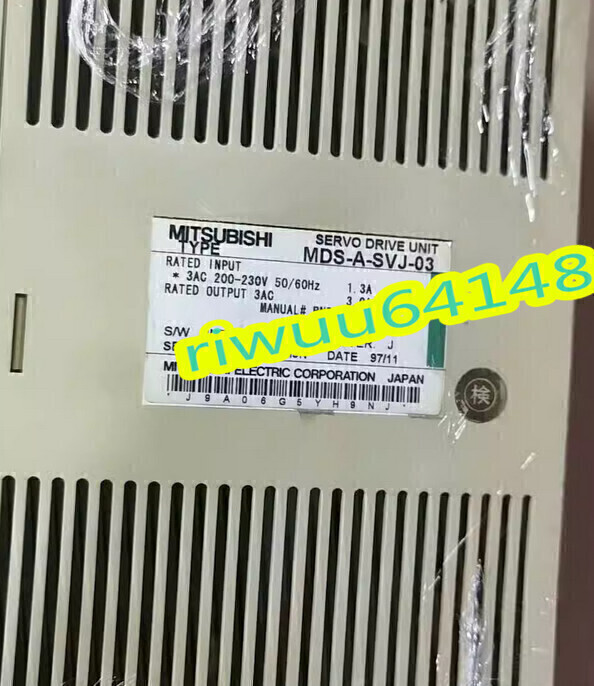 MITSUBISHI SERVO DRIVE UNIT
TYPE MDS-A-SVJ-03
RATED INPUT
* 3AC 200-230V 50/60Hz 1.3A
RATED OUTPUT 3AC
MANUAL#
riwuu64148
S/W
J
DATE 97/11
ELECTRIC CORPORATION JAPAN
*J9A06G5YH9NJ*
検